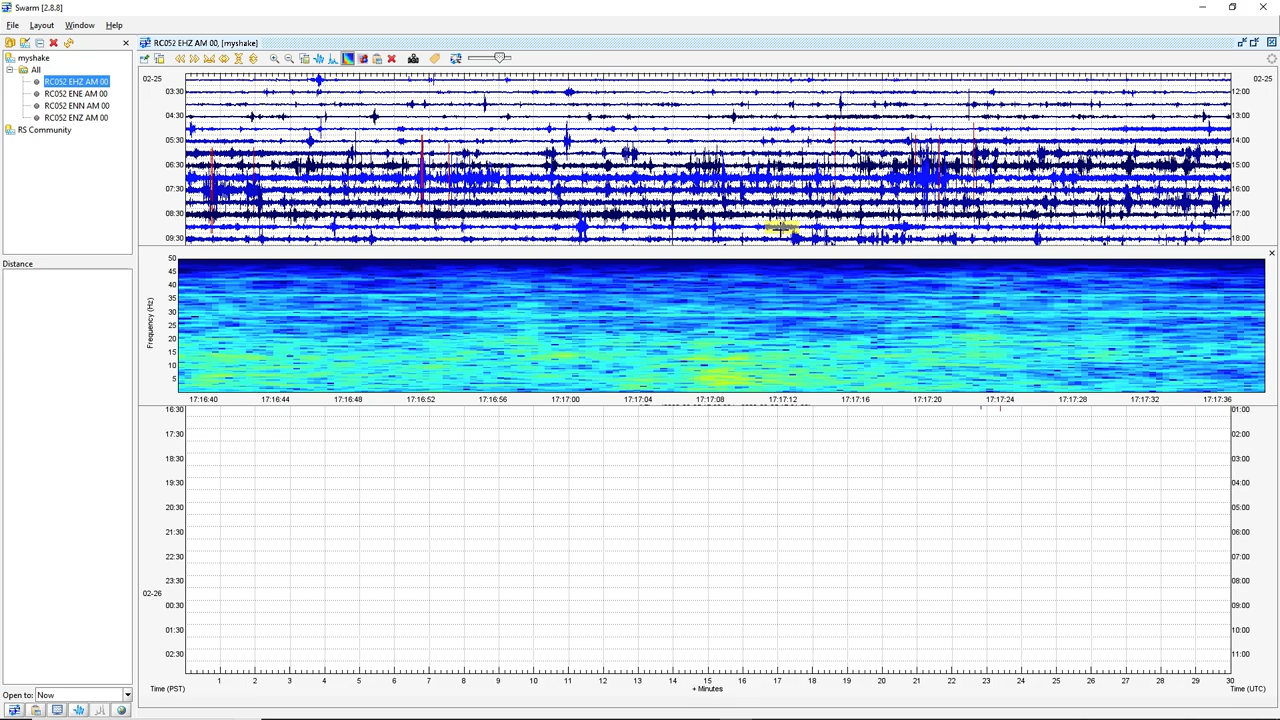 Swarm [2.8.8]
File Layout Window Help
RC052 EHZ AM 00, [myshake]
myshake
All
RC052 EHZ AM 00
RC052 ENE AM 00
RC052 ENN AM 00
RC052 ENZ AM 00
RS Community
Distance
Open to: Now
02-25 02-25
03:30 12:00
04:30 13:00
05:30 14:00
06:30 15:00
07:30 16:00
08:30 17:00
09:30 18:00
Frequency (Hz)
50
45
40
35
30
25
20
15
10
5
17:16:40 17:16:44 17:16:48 17:16:52 17:16:56 17:17:00 17:17:04 17:17:08 17:17:12 17:17:16 17:17:20 17:17:24 17:17:28 17:17:32 17:17:36
16:30 01:00
17:30 02:00
18:30 03:00
19:30 04:00
20:30 05:00
21:30 06:00
22:30 07:00
23:30 08:00
02-26
00:30 09:00
01:30 10:00
02:30 11:00
1 2 3 4 5 6 7 8 9 10 11 12 13 14 15 16 17 18 19 20 21 22 23 24 25 26 27 28 29 30
Time (PST) + Minutes Time (UTC)